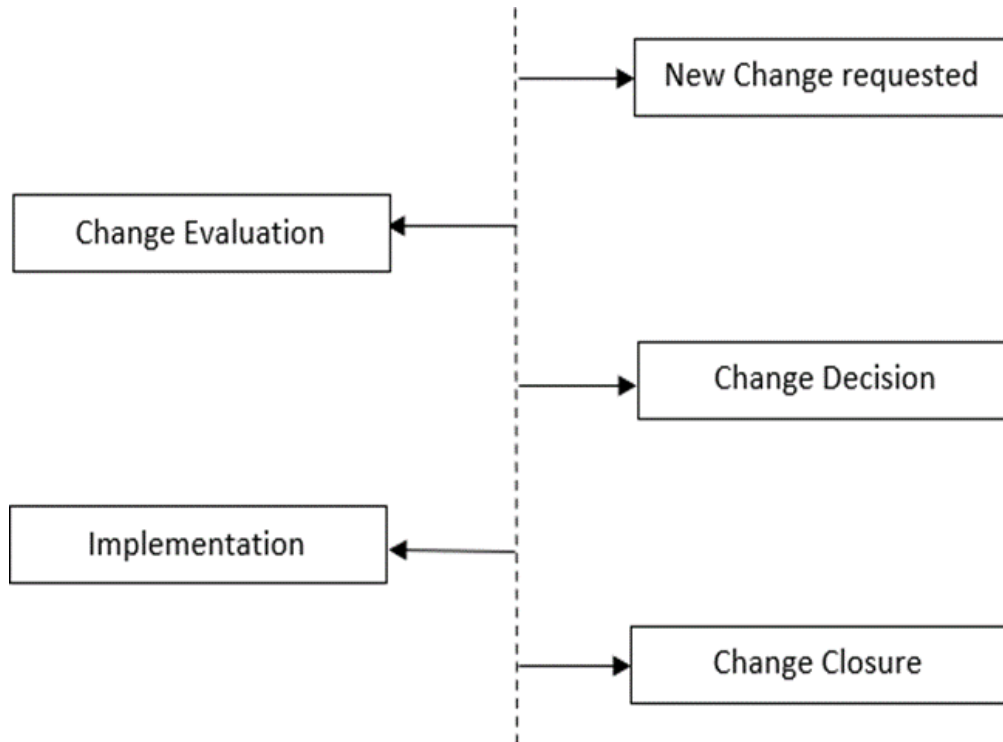 New Change requested
Change Evaluation
Change Decision
Implementation
Change Closure